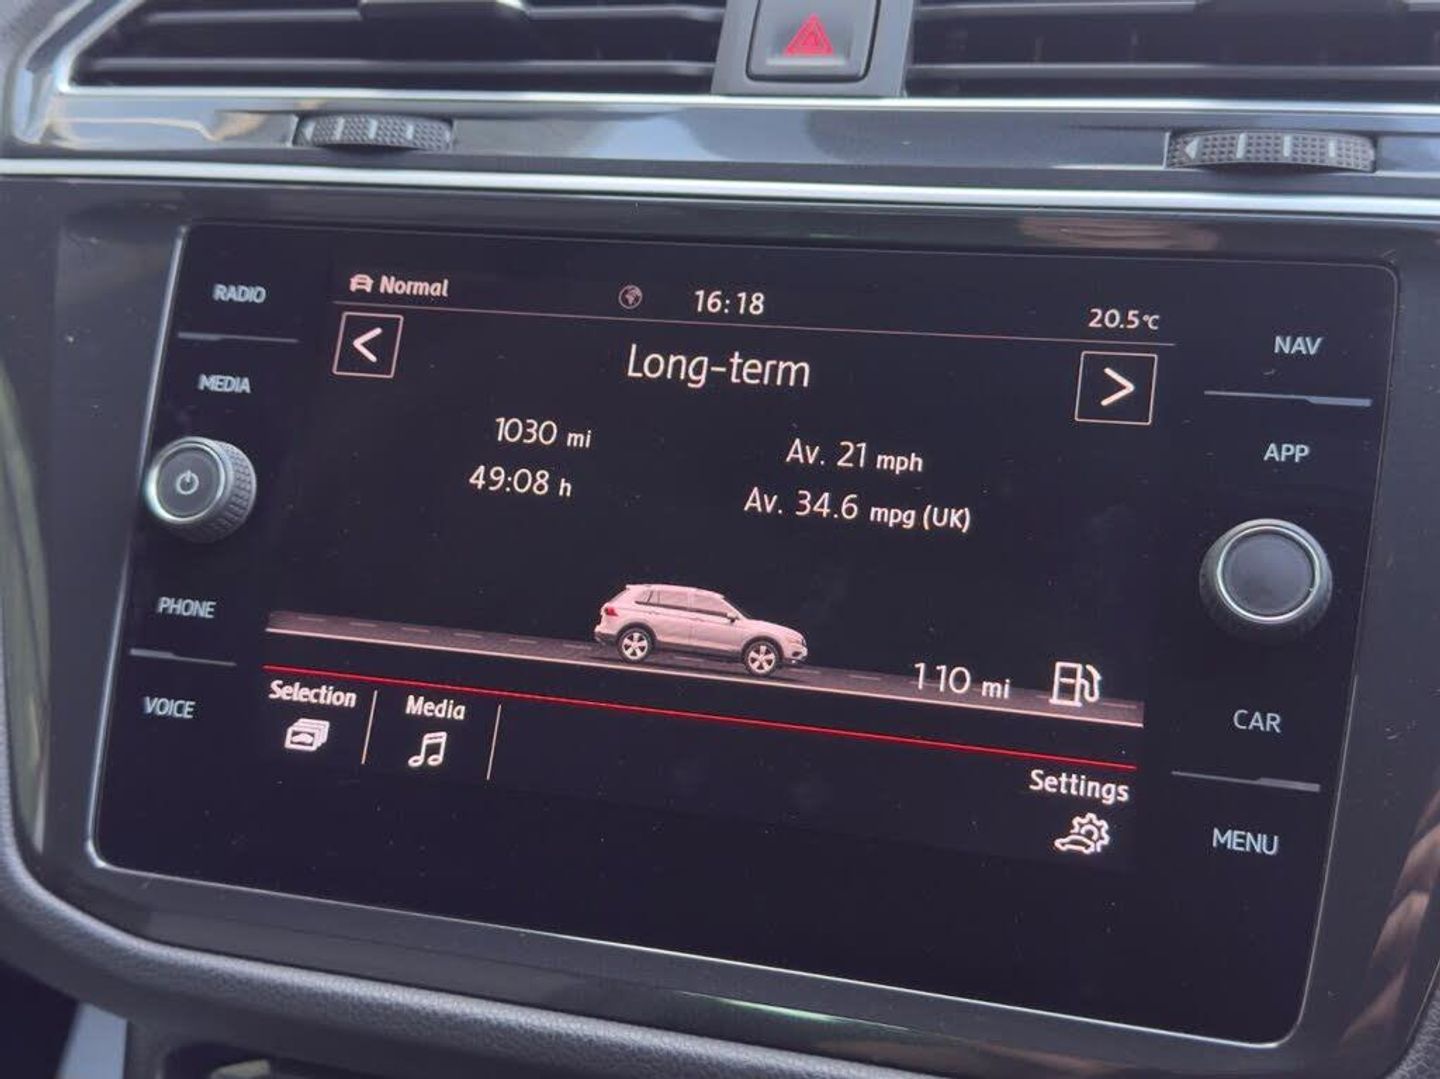 RADIO
MEDIA
PHONE
VOICE
Normal
16:18
20.5°C
<
Long-term
>
1030 mi
49:08 h
Av. 21 mph
Av. 34.6 mpg (UK)
110 mi
Selection
Media
Settings
NAV
APP
CAR
MENU